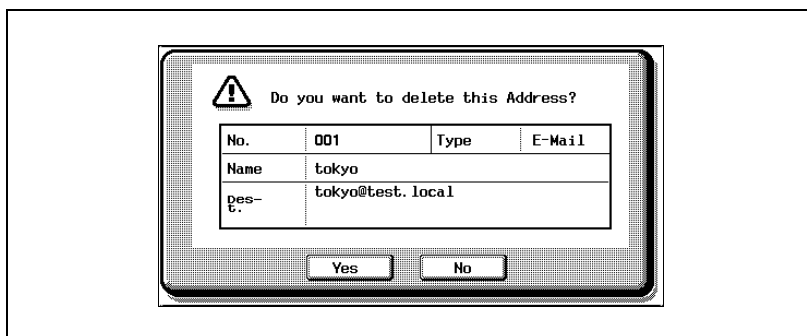 Do you want to delete this Address?
No. 001 Type E-Mail
Name tokyo
Des- tokyo@test.local
t.
Yes No